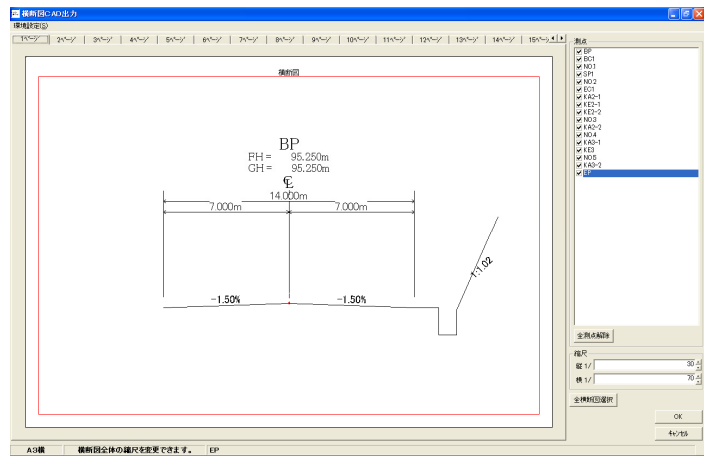 横断図CAD出力
環境設定(S)
1ページ 2ページ 3ページ 4ページ 5ページ 6ページ 7ページ 8ページ 9ページ 10ページ 11ページ 12ページ 13ページ 14ページ 15ページ
測点
BP
BC1
NO.1
SP1
NO.2
EC1
KA2-1
KE2-1
KE2-2
NO.3
KA2-2
NO.4
KA3-1
KE3
NO.5
KA3-2
EP
横断図
BP
FH = 95.250m
GH = 95.250m
℄
14.000m
7.000m 7.000m
1:1.02
-1.50% -1.50%
全測点解除
縮尺
縦 1/ 30
横 1/ 70
全横断図選択
OK
キャンセル
A3横 横断図全体の縮尺を変更できます。 EP